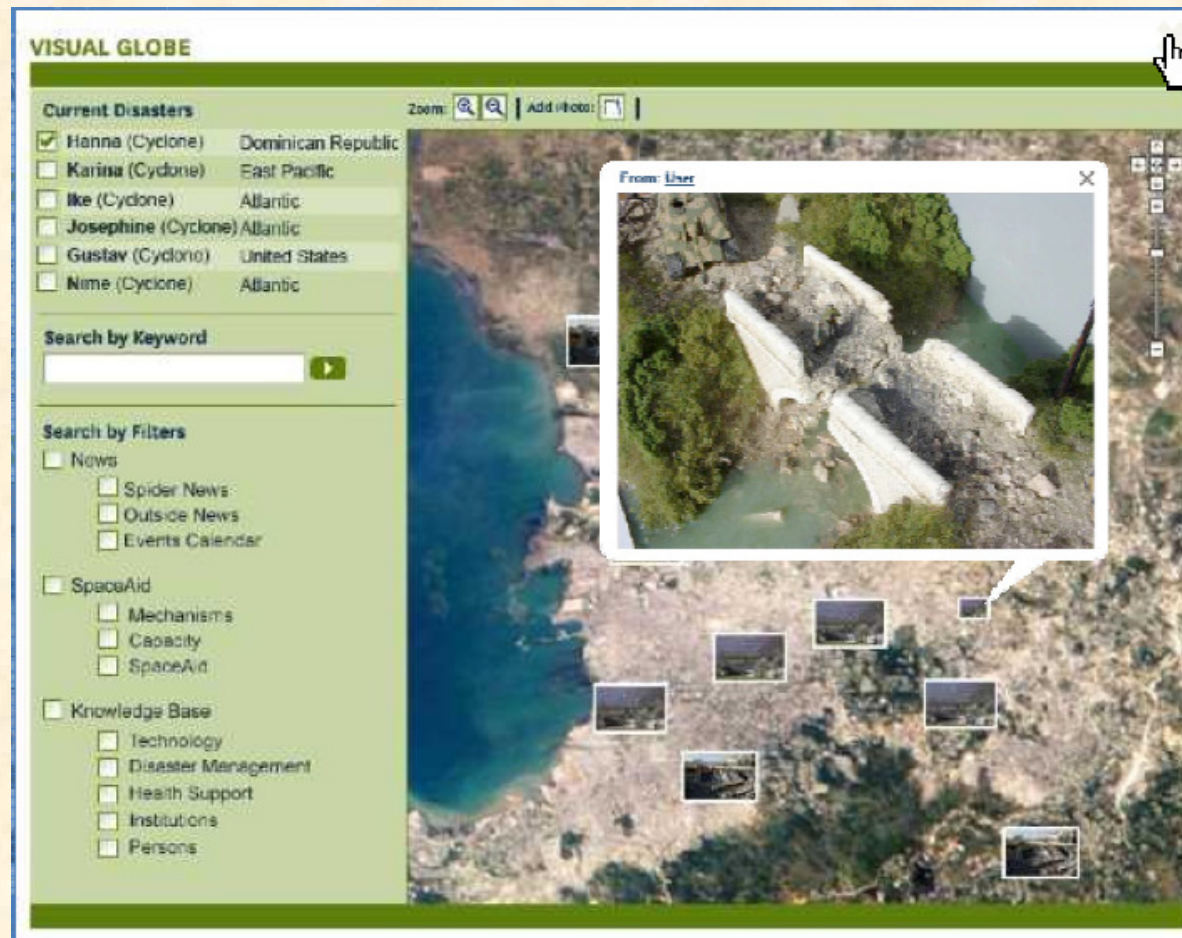 VISUAL GLOBE
Current Disasters
Hanna (Cyclone) Dominican Republic
Karina (Cyclone) East Pacific
Ike (Cyclone) Atlantic
Josephine (Cyclone) Atlantic
Gustav (Cyclone) United States
(Cyclone) Atlantic
Search by Keyword
Search by Filters
News
Spider News
Outside News
Events Calendar
SpaceAid
Mechanisms
Capacity
SpaceAid
Knowledge Base
Technology
Disaster Management
Health Support
Institutions
Persons
Zoom: Add Photo:
From: User